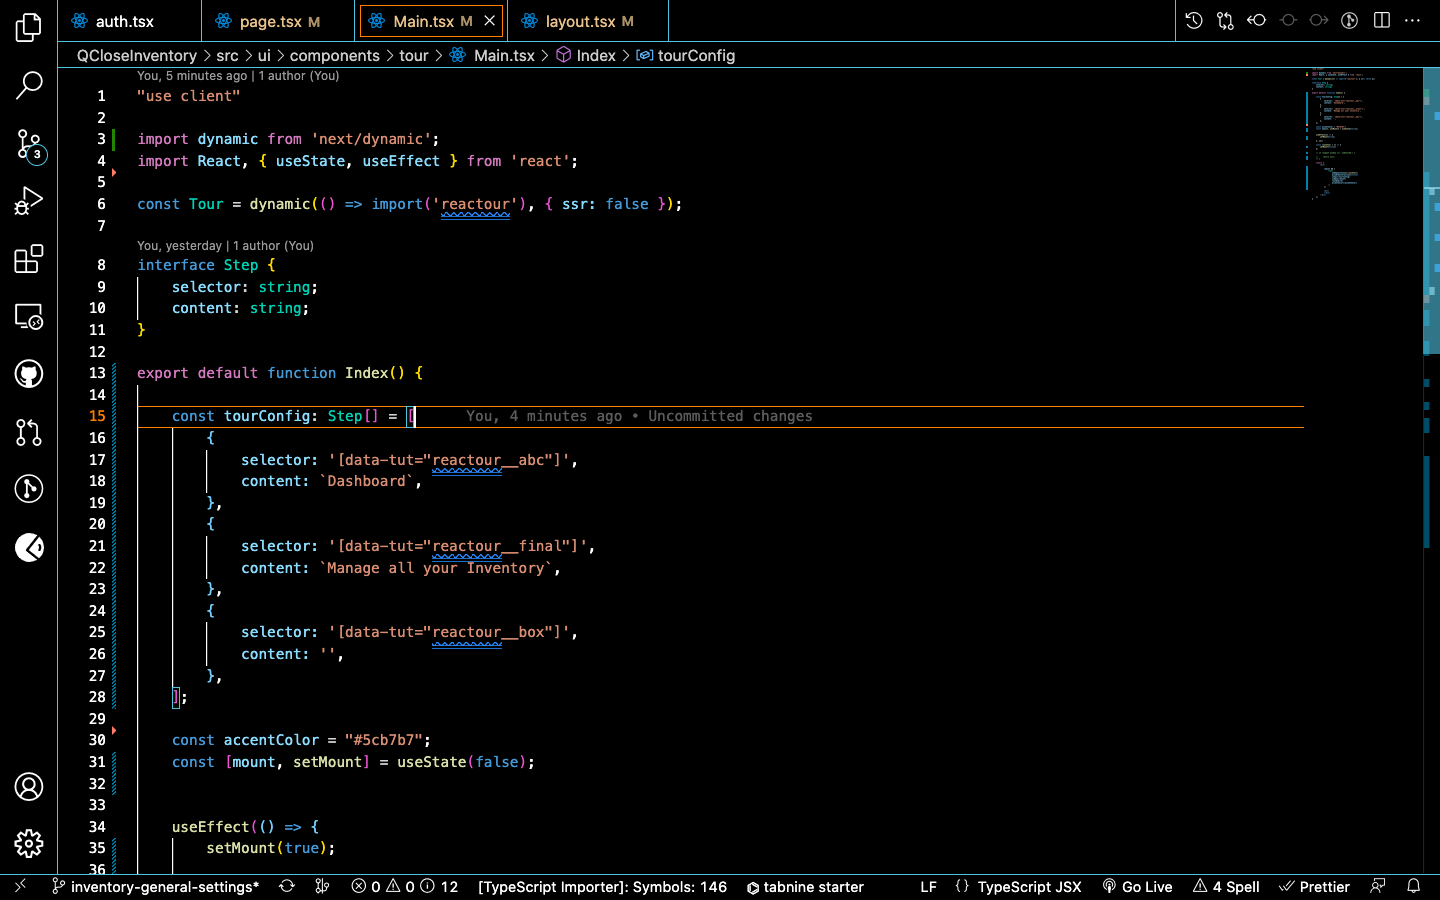 auth.tsx
page.tsx M
Main.tsx M
layout.tsx M
QCloseInventory > src > ui > components > tour > Main.tsx > Index > tourConfig
You, 5 minutes ago | 1 author (You)
1 "use client"
2
3 import dynamic from 'next/dynamic';
4 import React, { useState, useEffect } from 'react';
5
6 const Tour = dynamic(() => import('reactour'), { ssr: false });
7
You, yesterday | 1 author (You)
8 interface Step {
9 selector: string;
10 content: string;
11 }
12
13 export default function Index() {
14
15 const tourConfig: Step[] = [ You, 4 minutes ago • Uncommitted changes
16 {
17 selector: '[data-tut="reactour__abc"]',
18 content: `Dashboard`,
19 },
20 {
21 selector: '[data-tut="reactour__final"]',
22 content: `Manage all your Inventory`,
23 },
24 {
25 selector: '[data-tut="reactour__box"]',
26 content: '',
27 },
28 ];
29
30 const accentColor = "#5cb7b7";
31 const [mount, setMount] = useState(false);
32
33
34 useEffect(() => {
35 setMount(true);
36
3
inventory-general-settings* 0 0 12 [TypeScript Importer]: Symbols: 146 tabnine starter LF {} TypeScript JSX Go Live 4 Spell Prettier